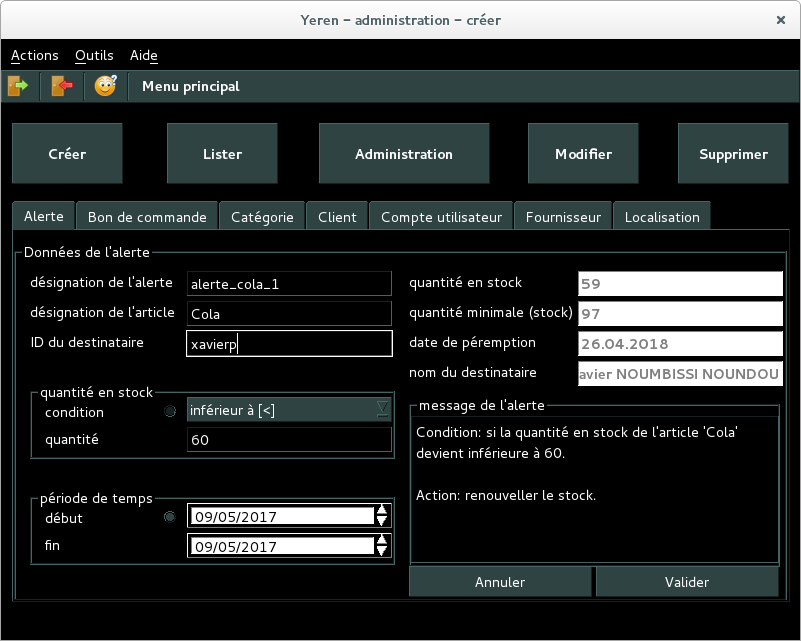 Yeren – administration – créer
Actions Outils Aide
Menu principal
Créer Lister Administration Modifier Supprimer
Alerte Bon de commande Catégorie Client Compte utilisateur Fournisseur Localisation
Données de l'alerte
désignation de l'alerte alerte_cola_1
désignation de l'article Cola
ID du destinataire xavierp
quantité en stock
condition inférieur à [<]
quantité 60
période de temps
début 09/05/2017
fin 09/05/2017
quantité en stock 59
quantité minimale (stock) 97
date de péremption 26.04.2018
nom du destinataire avier NOUMBISSI NOUNDOU
message de l'alerte
Condition: si la quantité en stock de l'article 'Cola'
devient inférieure à 60.
Action: renouveller le stock.
Annuler Valider